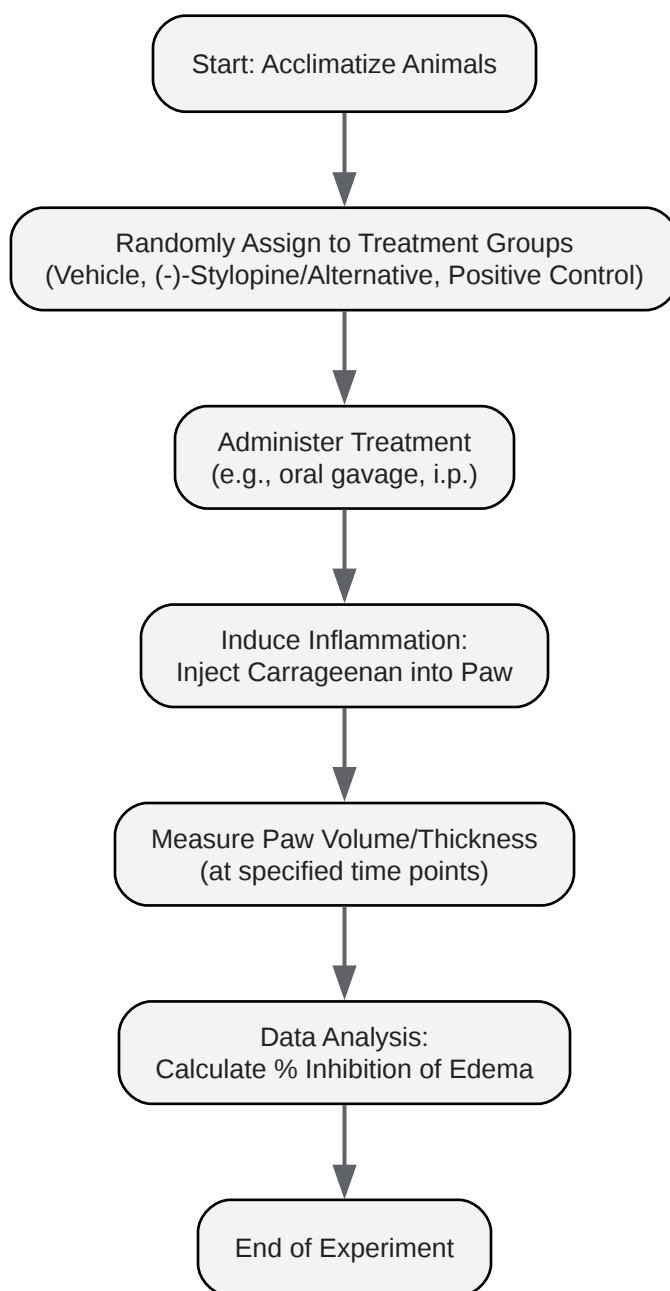 Start: Acclimatize Animals
Randomly Assign to Treatment Groups
(Vehicle, (-)-Stylopine/Alternative, Positive Control)
Administer Treatment
(e.g., oral gavage, i.p.)
Induce Inflammation:
Inject Carrageenan into Paw
Measure Paw Volume/Thickness
(at specified time points)
Data Analysis:
Calculate % Inhibition of Edema
End of Experiment